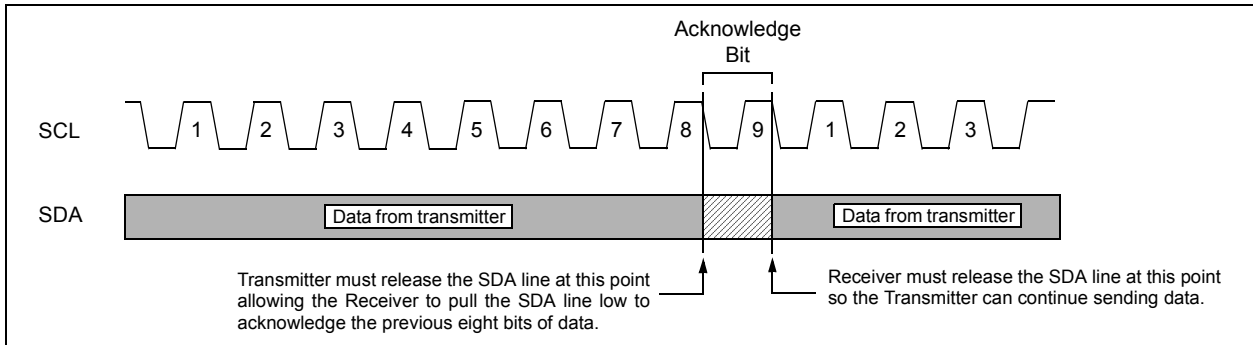 Acknowledge
Bit
SCL
1 2 3 4 5 6 7 8 9 1 2 3
SDA
Data from transmitter
Data from transmitter
Transmitter must release the SDA line at this point
allowing the Receiver to pull the SDA line low to
acknowledge the previous eight bits of data.
Receiver must release the SDA line at this point
so the Transmitter can continue sending data.